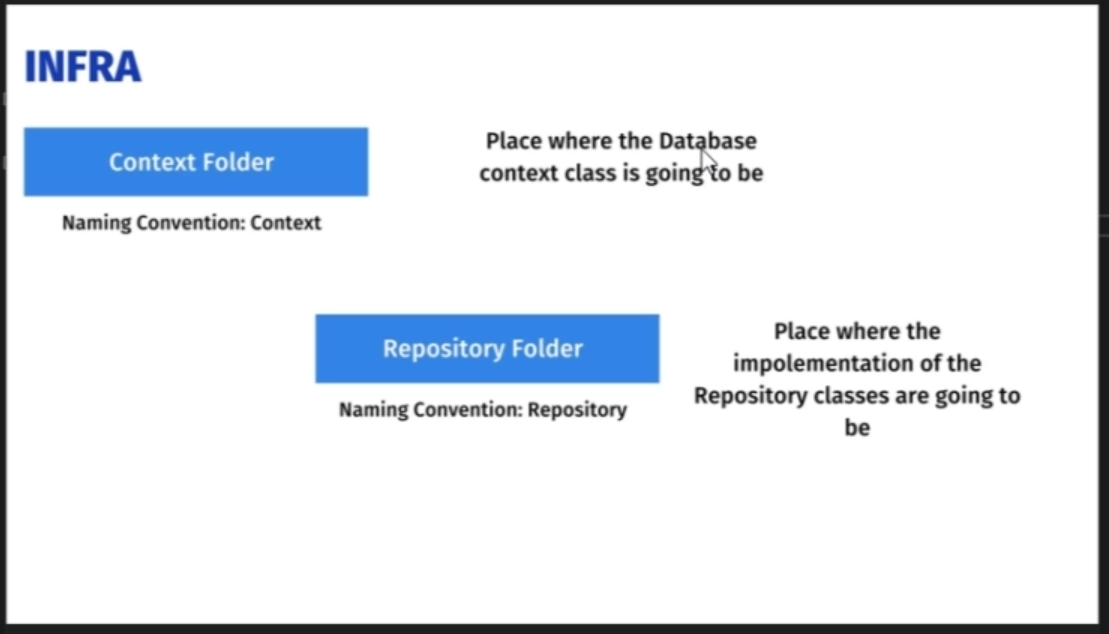 INFRA
Context Folder
Place where the Database
context class is going to be
Naming Convention: Context
Repository Folder
Naming Convention: Repository
Place where the
impolementation of the
Repository classes are going to
be